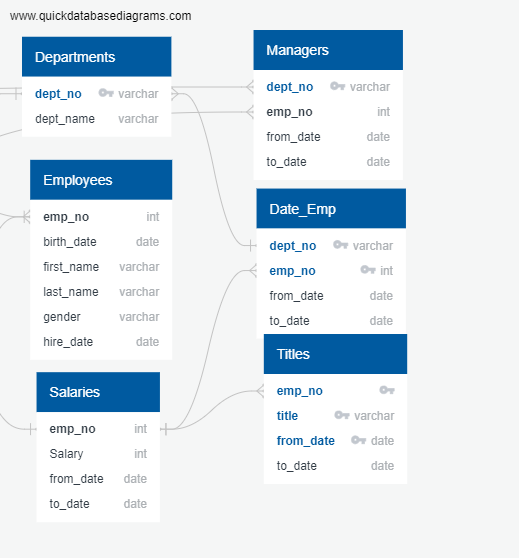 www.quickdatabasediagrams.com
Departments
dept_no varchar
dept_name varchar
Managers
dept_no varchar
emp_no int
from_date date
to_date date
Employees
emp_no int
birth_date date
first_name varchar
last_name varchar
gender varchar
hire_date date
Date_Emp
dept_no varchar
emp_no int
from_date date
to_date date
Salaries
emp_no int
Salary int
from_date date
to_date date
Titles
emp_no
title varchar
from_date date
to_date date